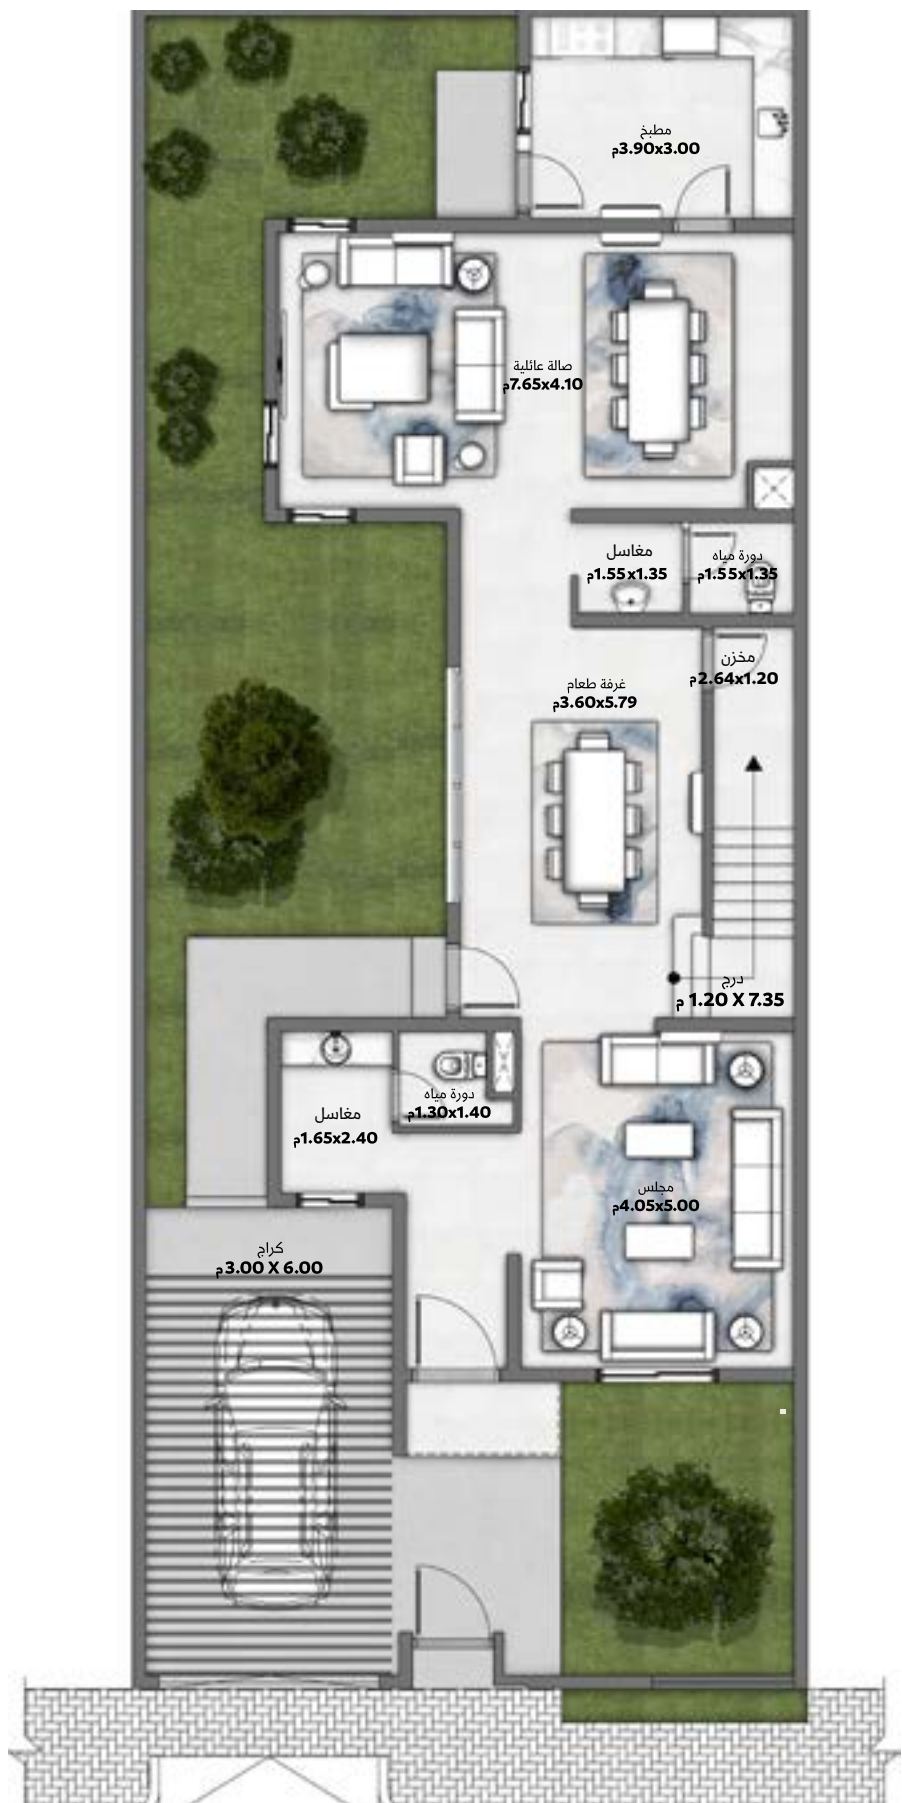 مطبخ
3.90x3.00م
صالة عائلية
7.65x4.10م
مغاسل
1.55x1.35م
دورة مياه
1.55x1.35م
مخزن
2.64x1.20م
غرفة طعام
3.60x5.79م
درج
1.20 X 7.35 م
دورة مياه
1.30x1.40م
مغاسل
1.65x2.40م
مجلس
4.05x5.00م
كراج
3.00 X 6.00م